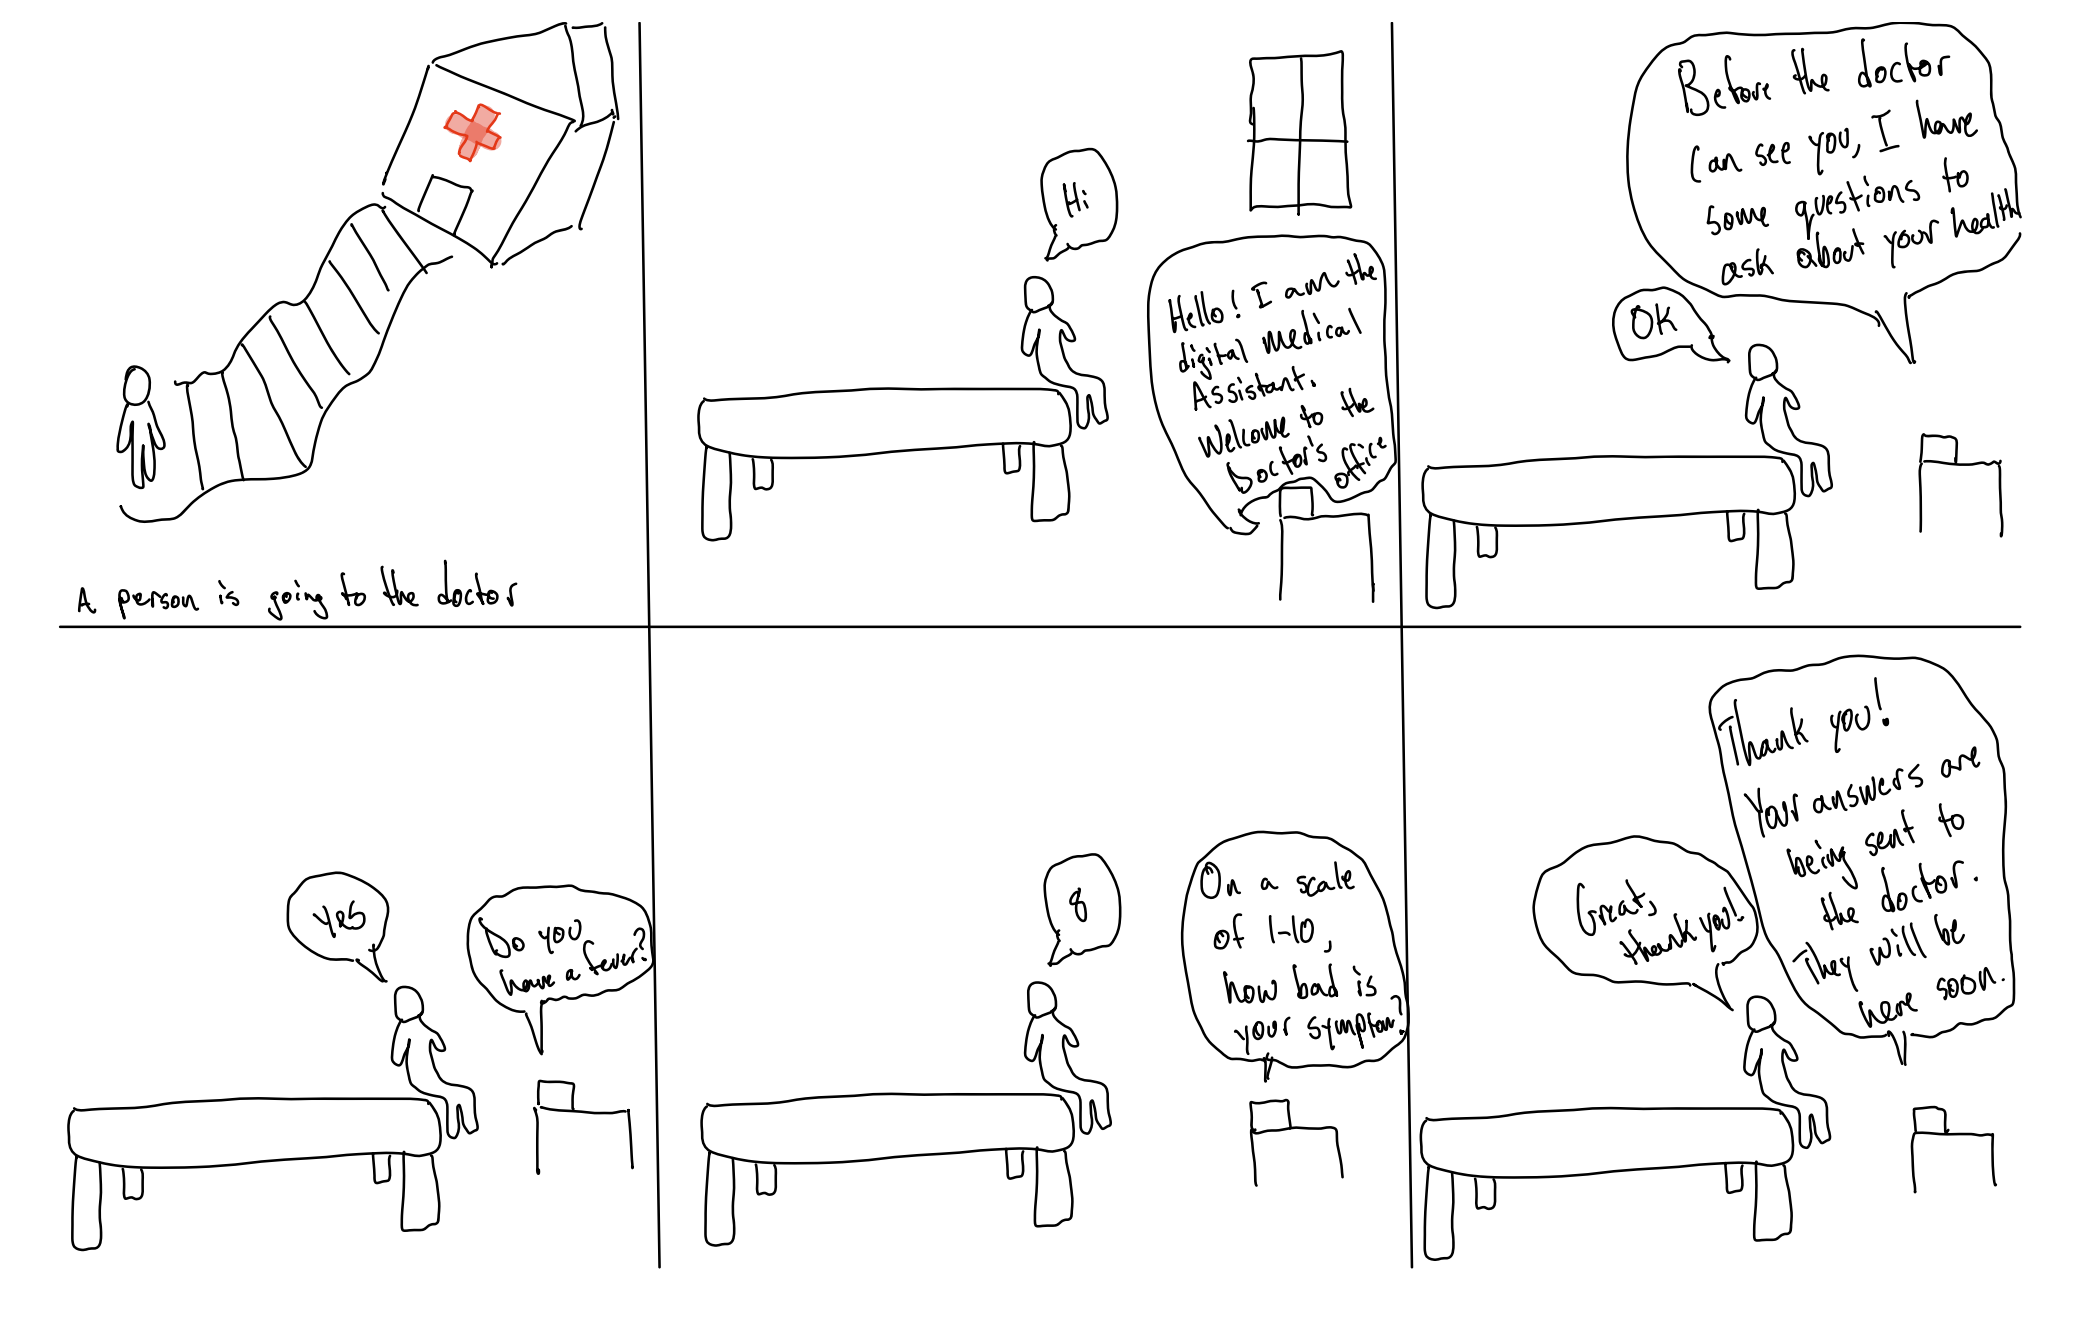 A person is going to the doctor
Hi
Hello! I am the
digital Medical
Assistant.
Welcome to the
Doctor's office
Before the doctor
can see you, I have
some questions to
ask about your health
OK
Yes
Do you
have a fever?
8
On a scale
of 1-10,
how bad is
your symptom?
Thank you!
Your answers are
being sent to
the doctor.
They will be
here soon.
Great,
thank you!